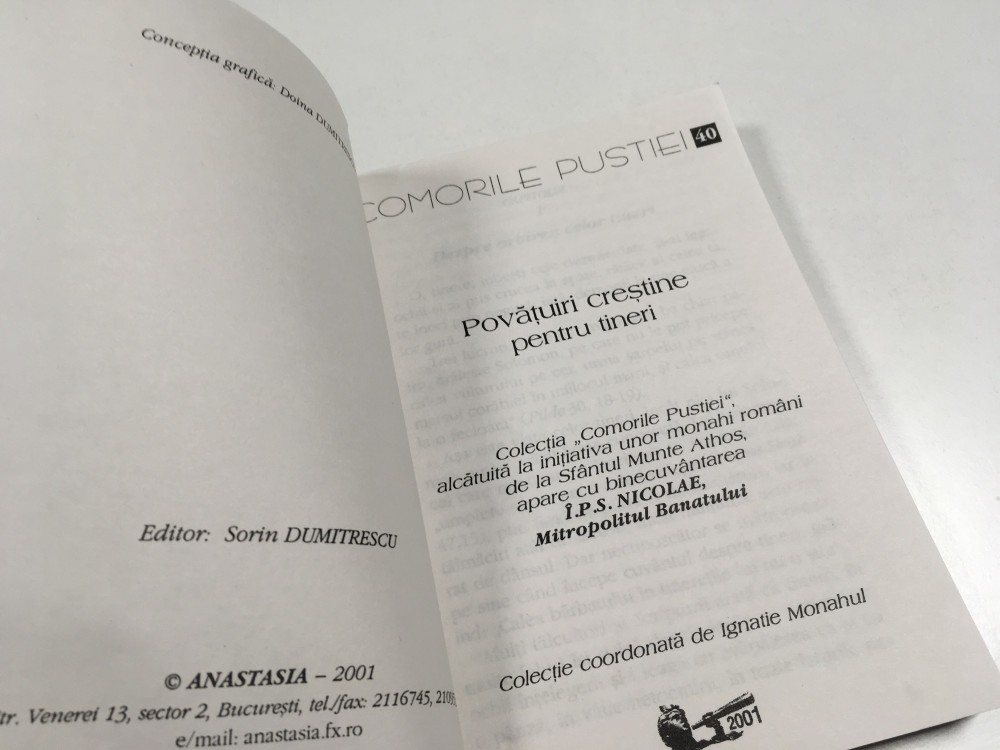 Concepția grafică: Doina DUMITRESCU
Editor: Sorin DUMITRESCU
© ANASTASIA – 2001
tr. Venerei 13, sector 2, București, tel./fax: 2116745,
e/mail: anastasia.fx.ro
COMORILE PUSTIEI 40
Povățuiri creștine
pentru tineri
Colecția „Comorile Pustiei“,
alcătuită la inițiativa unor monahi români
de la Sfântul Munte Athos,
apare cu binecuvântarea
Î.P.S. NICOLAE,
Mitropolitul Banatului
Colecție coordonată de Ignatie Monahul
2001